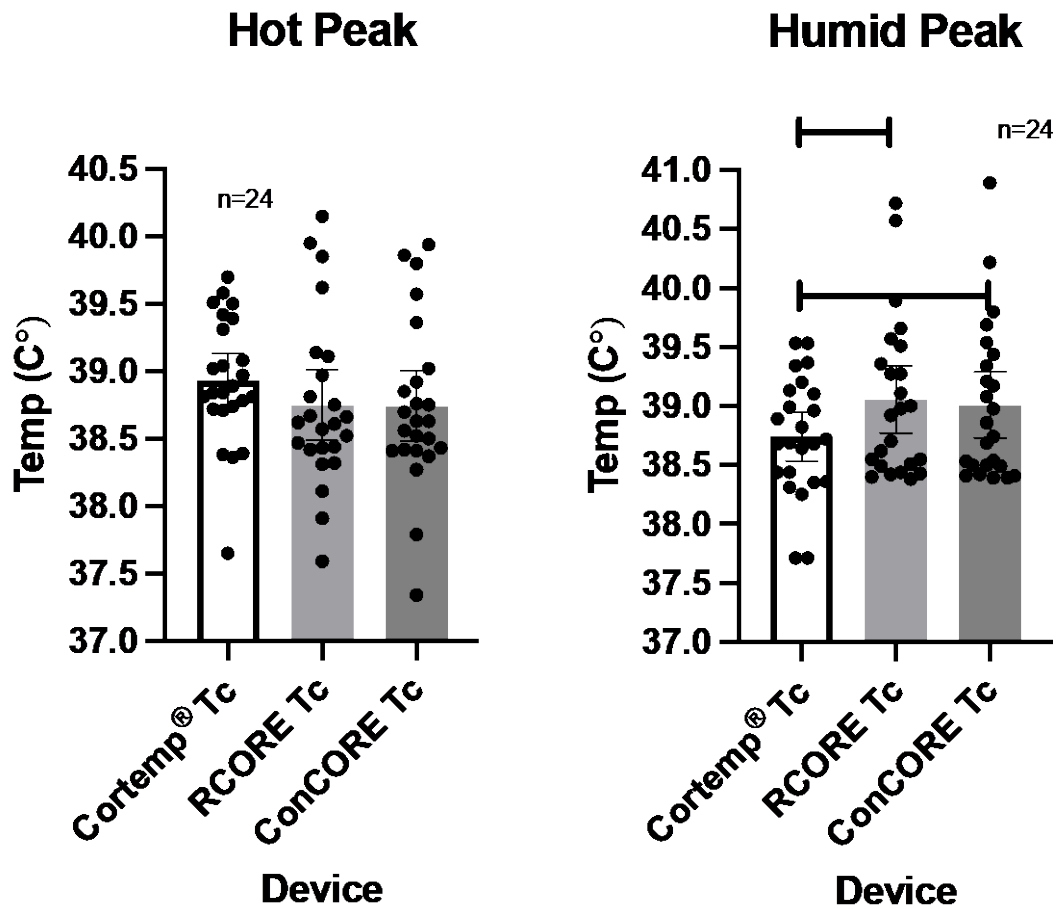 Hot Peak
n=24
Temp (C°)
40.5
40.0
39.5
39.0
38.5
38.0
37.5
37.0
Cortemp® Tc
RCORE Tc
ConCORE Tc
Device
Humid Peak
n=24
Temp (C°)
41.0
40.5
40.0
39.5
39.0
38.5
38.0
37.5
37.0
Cortemp® Tc
RCORE Tc
ConCORE Tc
Device